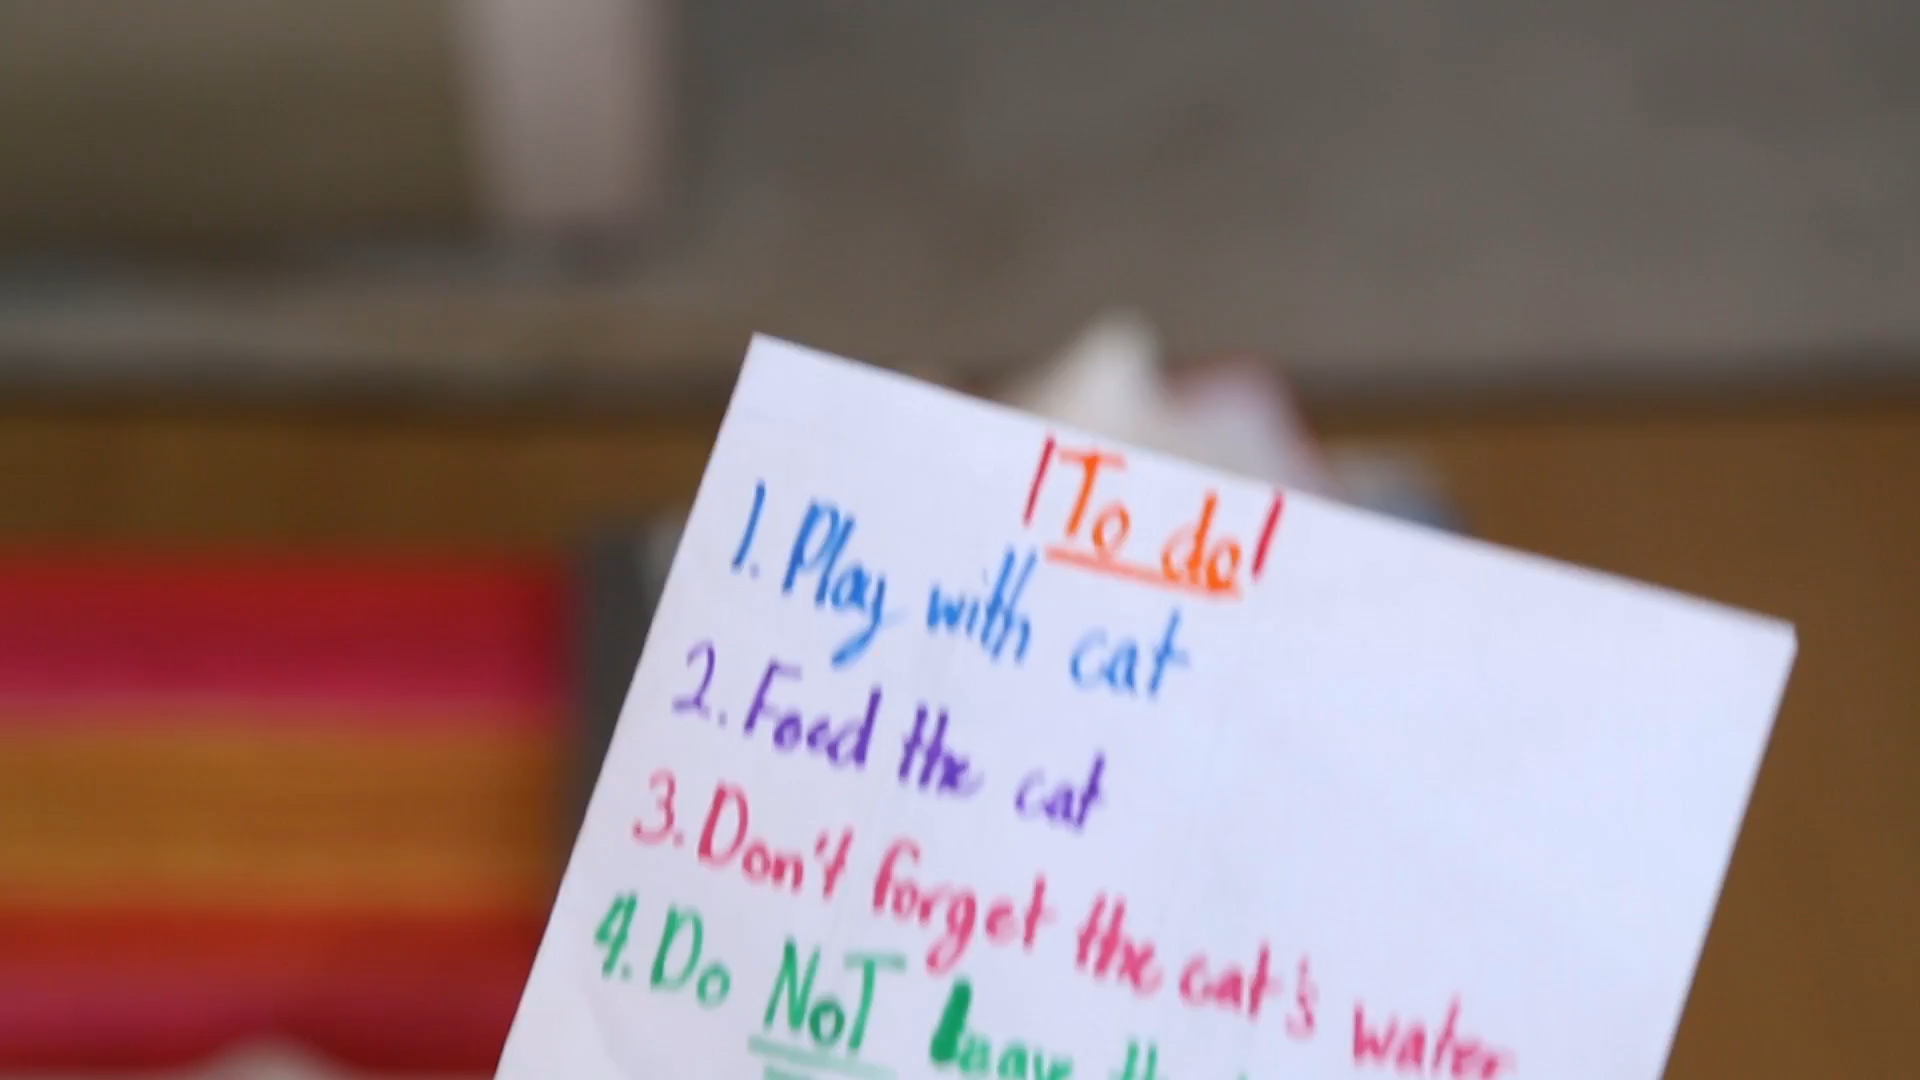 !To do!
1. Play with cat
2. Feed the cat
3. Don't forget the cat's water
4. Do NOT